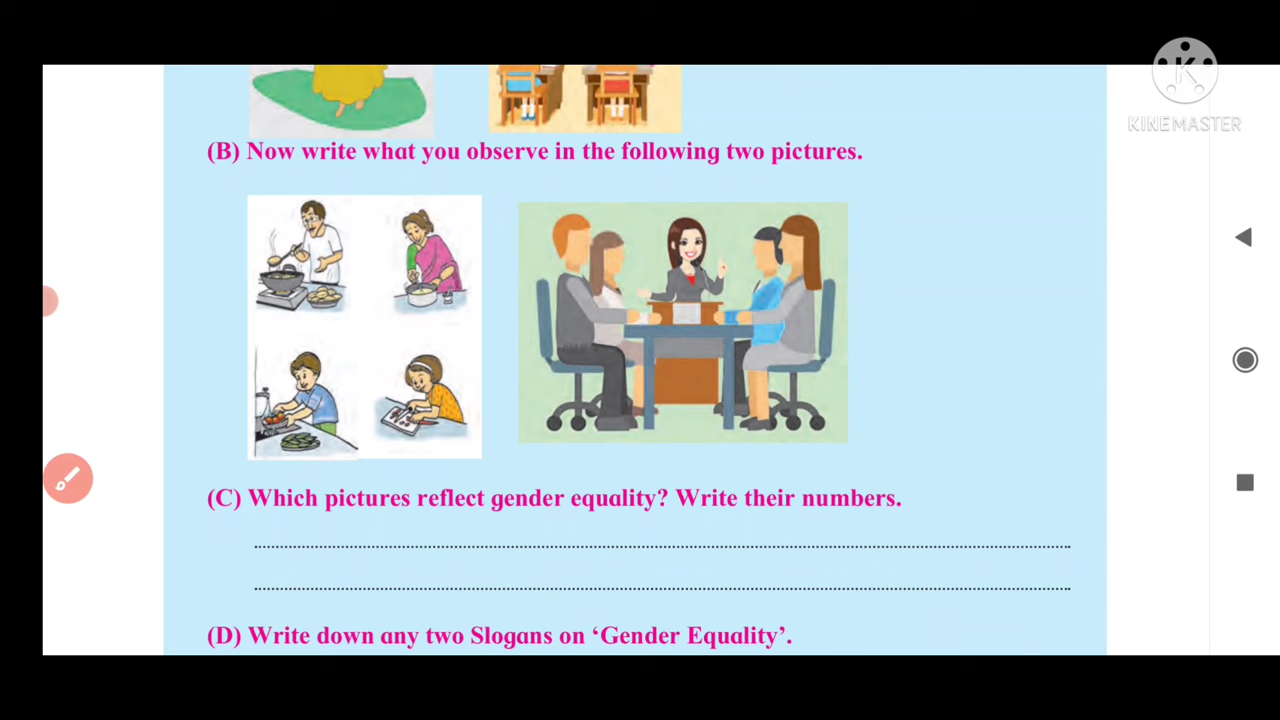 KINEMASTER
(B) Now write what you observe in the following two pictures.
(C) Which pictures reflect gender equality? Write their numbers.
(D) Write down any two Slogans on ‘Gender Equality’.